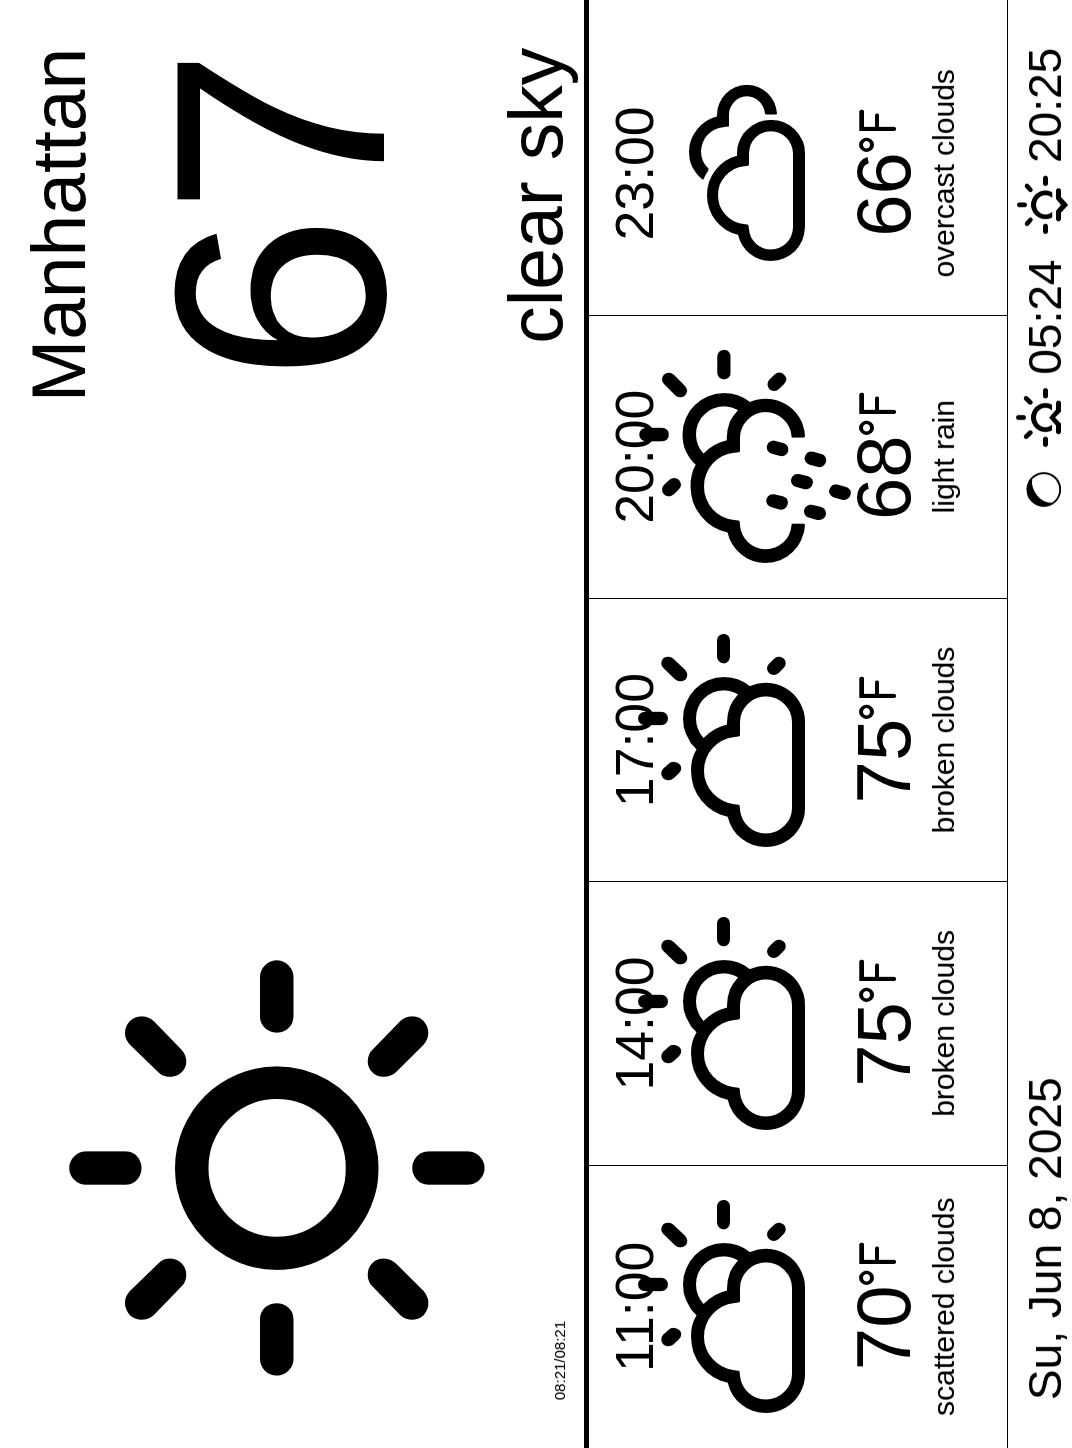 Manhattan
67
clear sky
08:21/08:21
11:00
70°F
scattered clouds
14:00
75°F
broken clouds
17:00
75°F
broken clouds
20:00
68°F
light rain
23:00
66°F
overcast clouds
Su, Jun 8, 2025
05:24
20:25